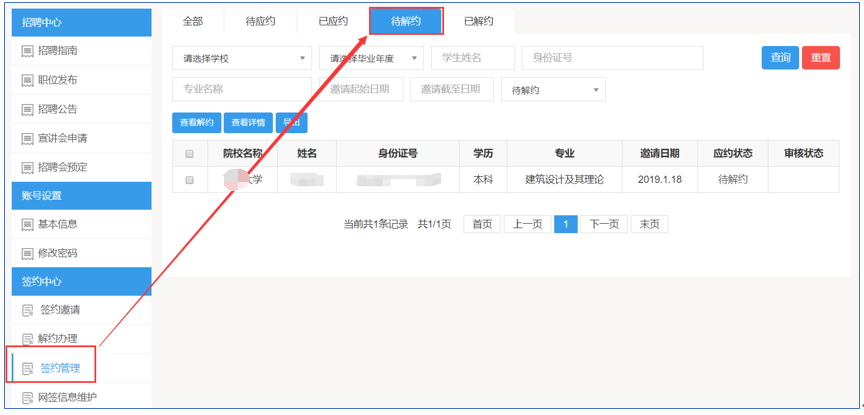 招聘中心
招聘指南
职位发布
招聘公告
宣讲会申请
招聘会预定
账号设置
基本信息
修改密码
签约中心
签约邀请
解约办理
签约管理
网签信息维护
全部 待应约 已应约 待解约 已解约
请选择学校 请选择毕业年度 学生姓名 身份证号 查询 重置
专业名称 邀请起始日期 邀请截至日期 待解约
查看解约 查看详情 导出
院校名称 姓名 身份证号 学历 专业 邀请日期 应约状态 审核状态
大学 本科 建筑设计及其理论 2019.1.18 待解约
当前共1条记录 共1/1页 首页 上一页 1 下一页 末页